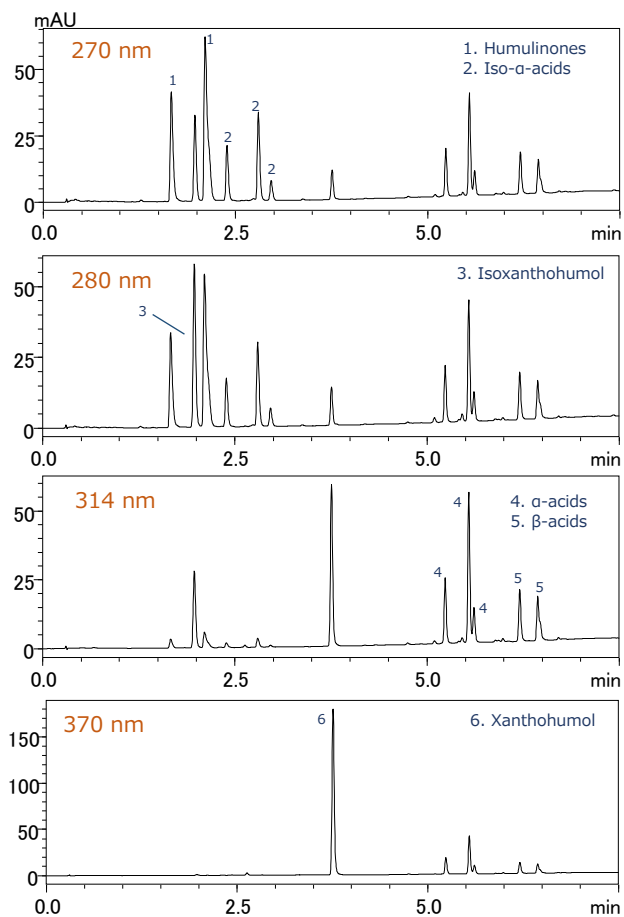 mAU
270 nm
1. Humulinones
2. Iso-α-acids
1
1
2
2
2
50
25
0
0.0
2.5
5.0
min
280 nm
3. Isoxanthohumol
3
50
25
0
0.0
2.5
5.0
min
314 nm
4. α-acids
5. β-acids
4
4
4
5
5
50
25
0
0.0
2.5
5.0
min
370 nm
6
6. Xanthohumol
150
100
50
0
0.0
2.5
5.0
min